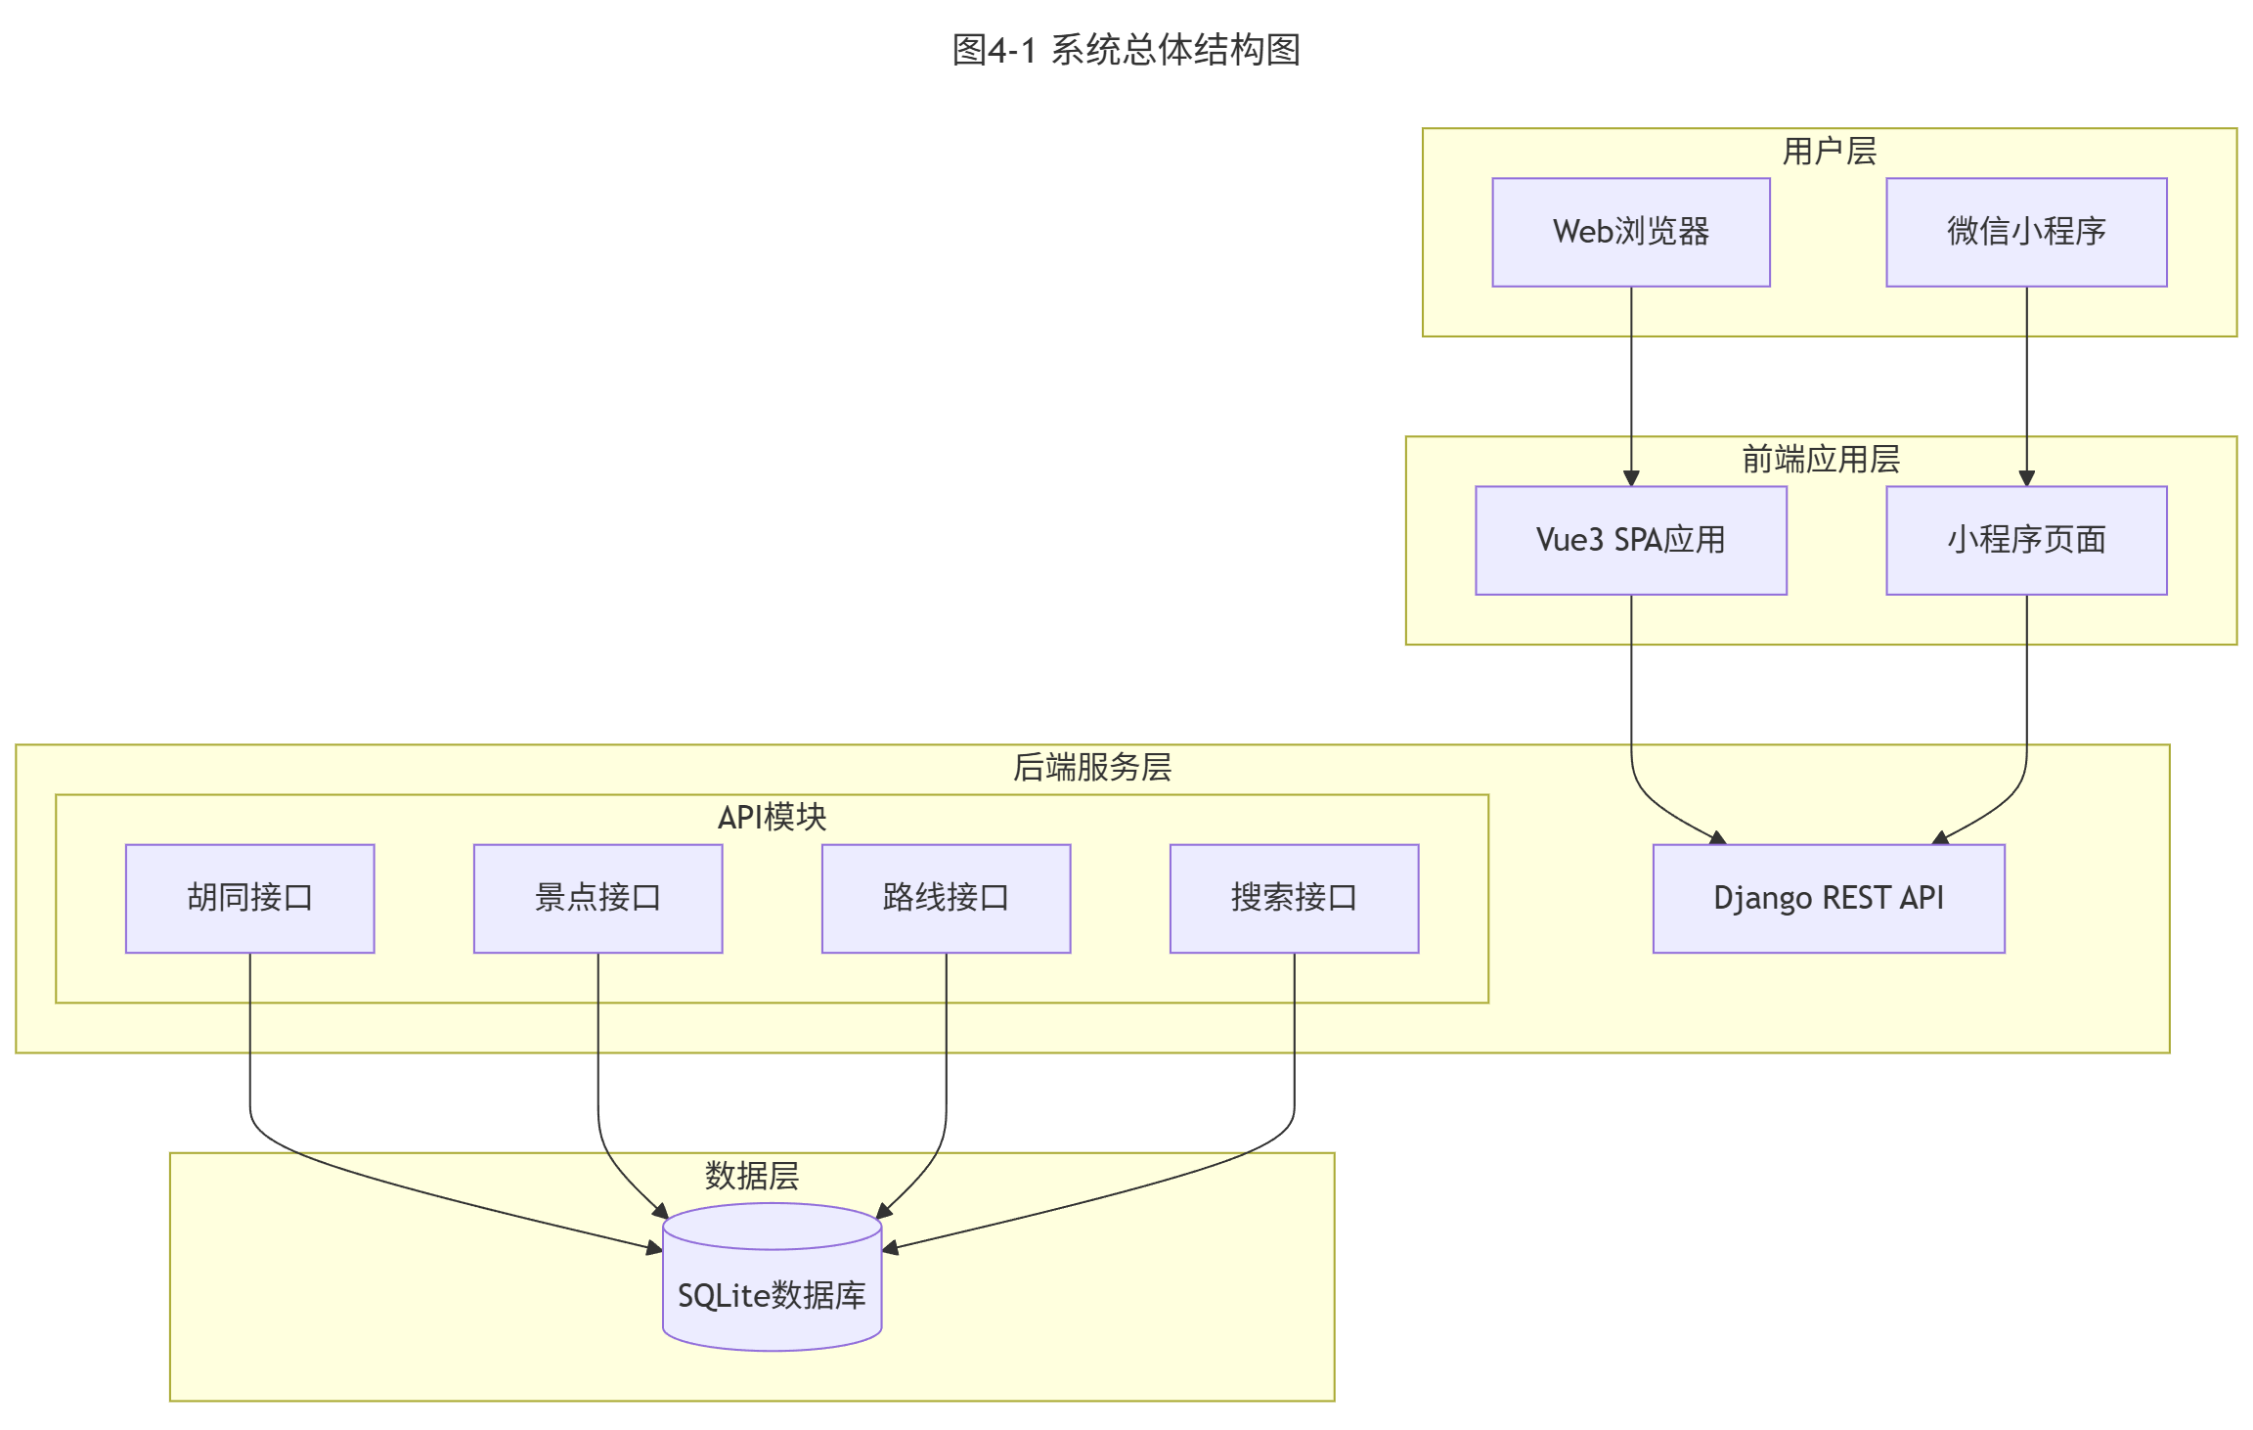 图4-1 系统总体结构图
用户层
Web浏览器
微信小程序
前端应用层
Vue3 SPA应用
小程序页面
后端服务层
API模块
胡同接口
景点接口
路线接口
搜索接口
Django REST API
数据层
SQLite数据库